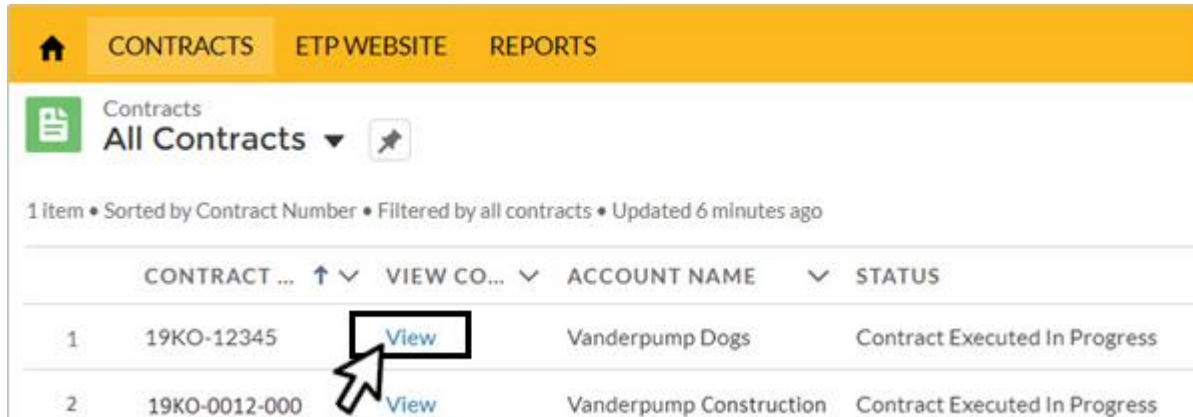 CONTRACTS ETP WEBSITE REPORTS
Contracts
All Contracts
1 item • Sorted by Contract Number • Filtered by all contracts • Updated 6 minutes ago
CONTRACT ... VIEW CO... ACCOUNT NAME STATUS
1 19KO-12345 View Vanderpump Dogs Contract Executed In Progress
2 19KO-0012-000 View Vanderpump Construction Contract Executed In Progress